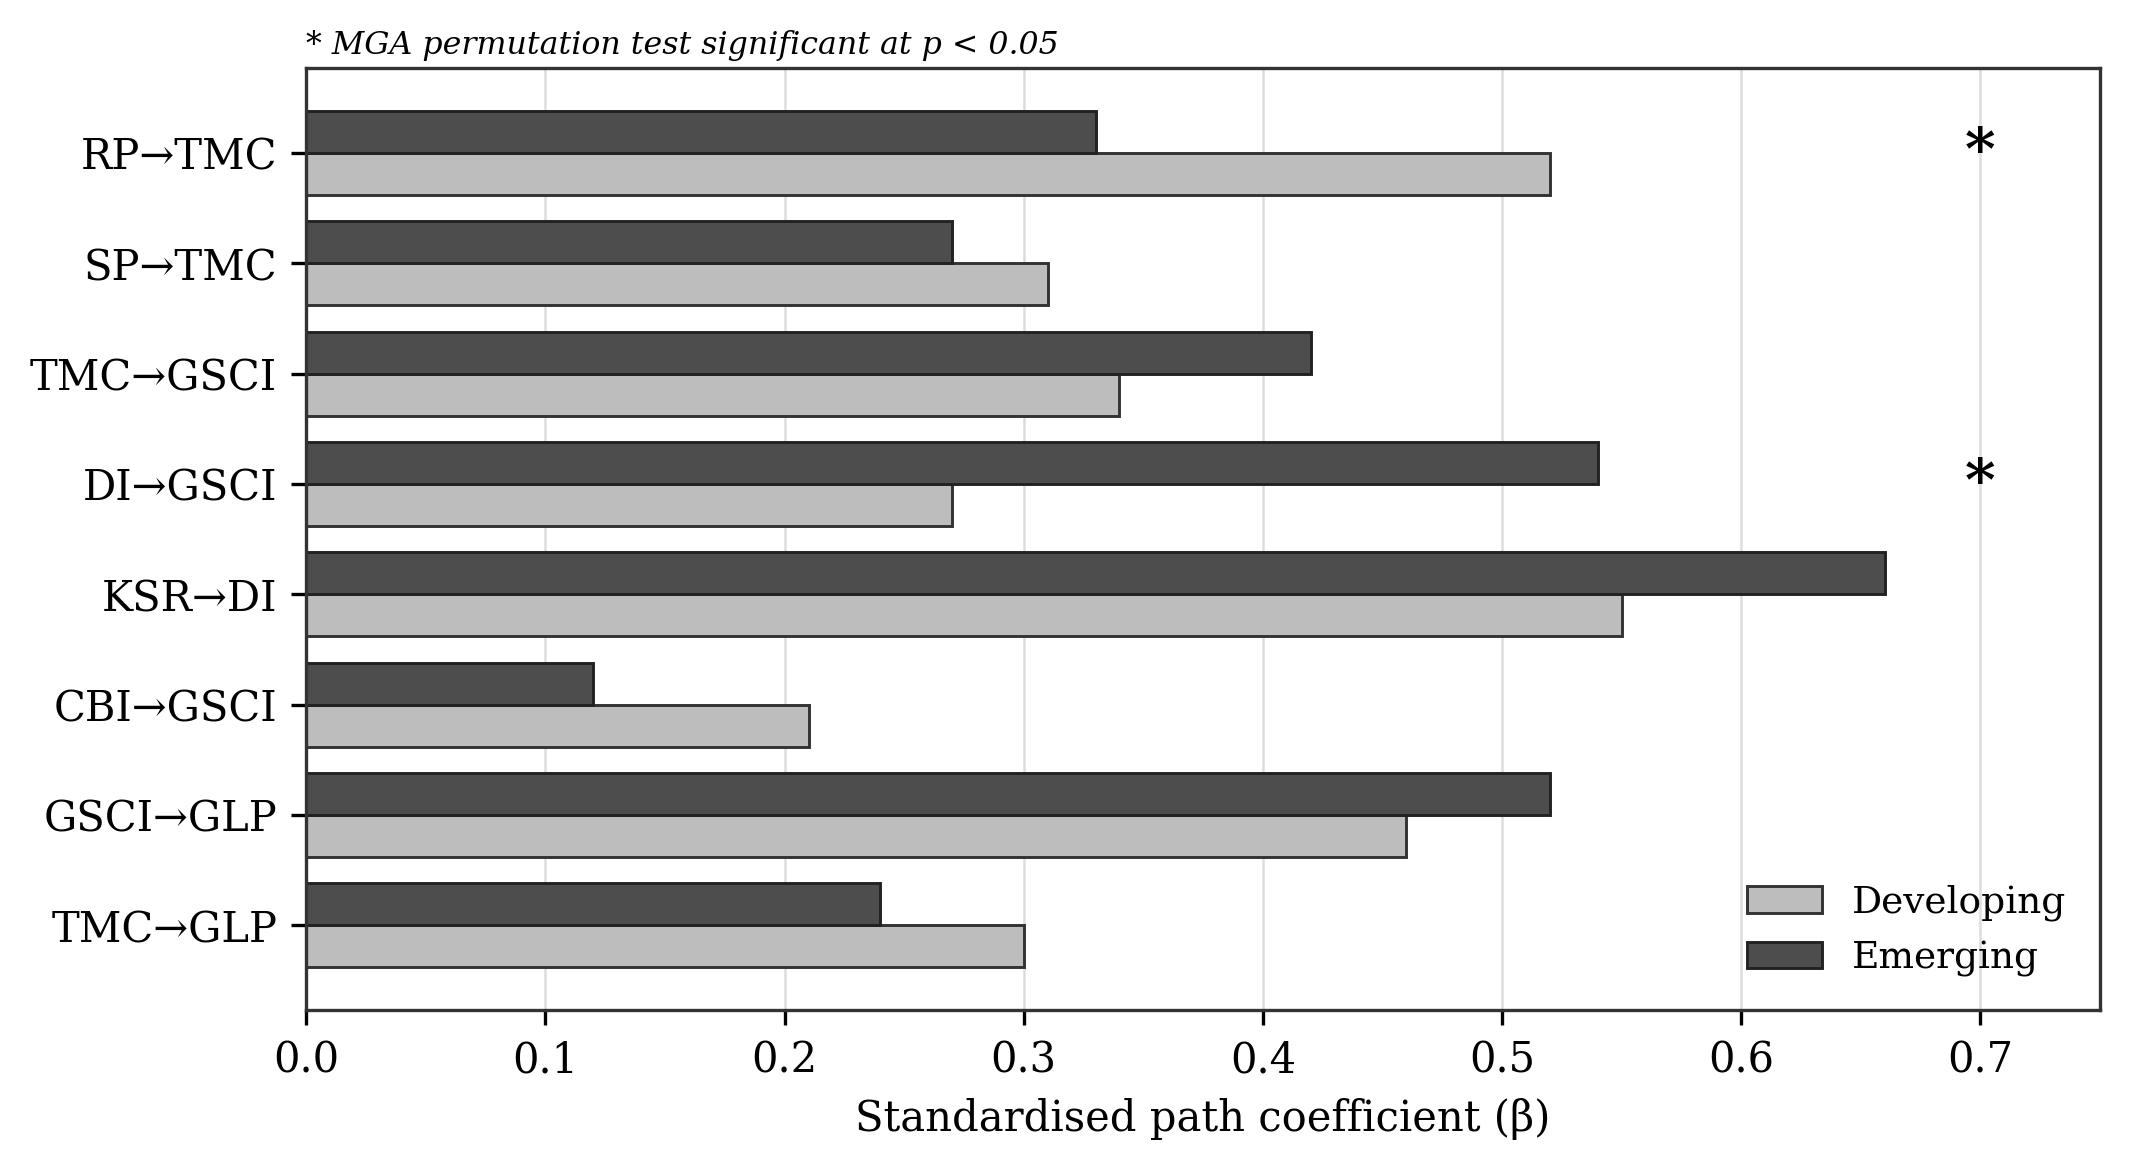 * MGA permutation test significant at p < 0.05
RP→TMC
*
SP→TMC
TMC→GSCI
DI→GSCI
*
KSR→DI
CBI→GSCI
GSCI→GLP
TMC→GLP
Developing
Emerging
0.0 0.1 0.2 0.3 0.4 0.5 0.6 0.7
Standardised path coefficient (β)